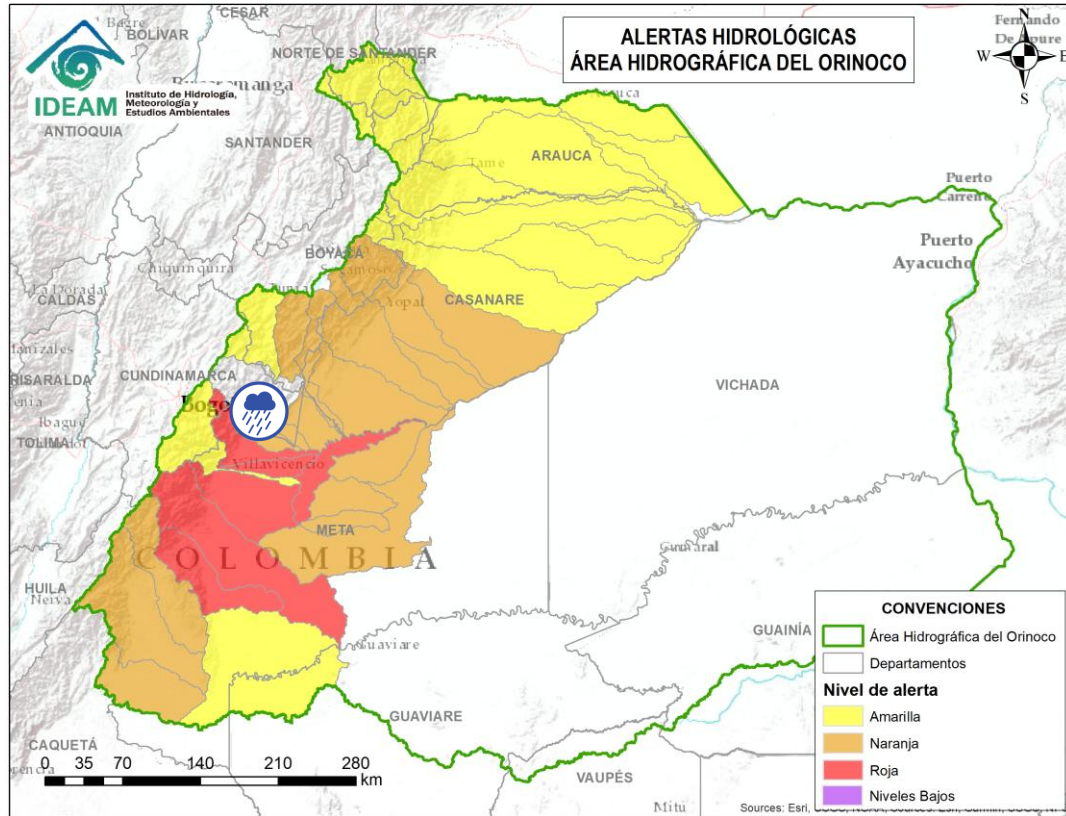 ALERTAS HIDROLÓGICAS
ÁREA HIDROGRÁFICA DEL ORINOCO
IDEAM
Instituto de Hidrología,
Meteorología y
Estudios Ambientales
N
W
E
S
CESAR
BOLÍVAR
NORTE DE SANTANDER
ANTIOQUIA
SANTANDER
ARAUCA
Tame
Puerto
Carreño
Puerto
Ayacucho
BOYACÁ
Chiquinquira
La Dorada
CALDAS
Yopal
CASANARE
VICHADA
CUNDINAMARCA
RISARALDA
Ibagué
TOLIMA
Villavicencio
META
COLOMBIA
HUILA
Neiva
GUAINÍA
GUAVIARE
CAQUETÁ
VAUPÉS
Mitú
CONVENCIONES
Área Hidrográfica del Orinoco
Departamentos
Nivel de alerta
Amarilla
Naranja
Roja
Niveles Bajos
0 35 70 140 210 280
km
Sources: Esri,